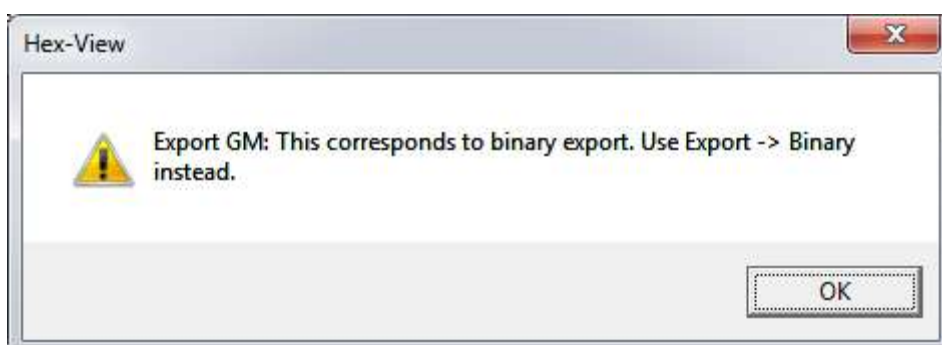 Hex-View
Export GM: This corresponds to binary export. Use Export -> Binary
instead.
OK